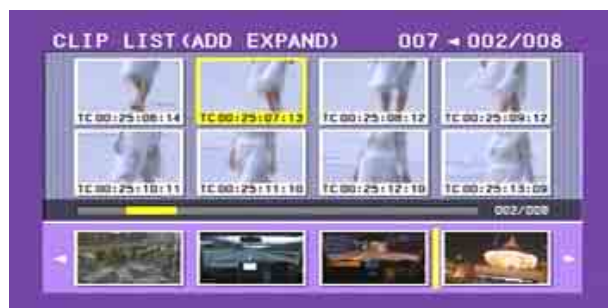 CLIP LIST(ADD EXPAND) 007 ◄ 002/008
TC 00:25:06:14 TC 00:25:07:13 TC 00:25:08:12 TC 00:25:09:12
TC 00:25:10:11 TC 00:25:11:10 TC 00:25:12:10 TC 00:25:13:09
002/008